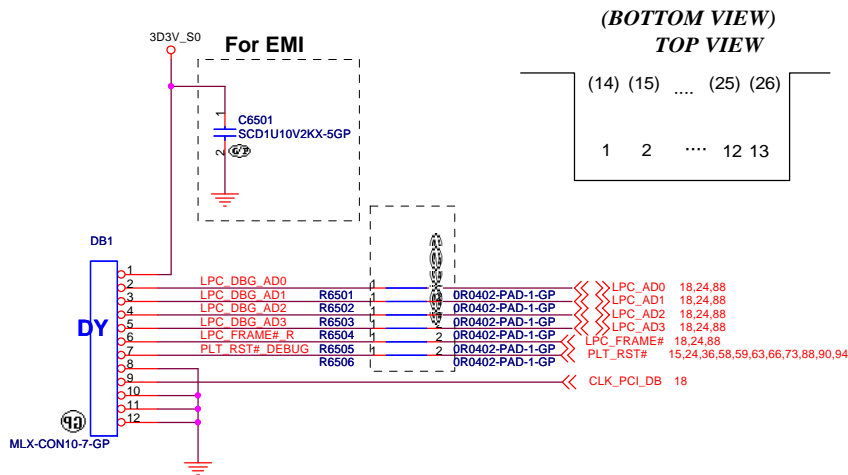 (BOTTOM VIEW)
TOP VIEW
3D3V_S0
For EMI
(14) (15) .... (25) (26)
1
C6501
SCD1U10V2KX-5GP
2
1 2 .... 12 13
DB1
DY
1
2 LPC_DBG_AD0 R6501 1 0R0402-PAD-1-GP LPC_AD0 18,24,88
3 LPC_DBG_AD1 R6502 1 0R0402-PAD-1-GP LPC_AD1 18,24,88
4 LPC_DBG_AD2 R6503 1 0R0402-PAD-1-GP LPC_AD2 18,24,88
5 LPC_DBG_AD3 R6504 1 2 0R0402-PAD-1-GP LPC_AD3 18,24,88
6 LPC_FRAME#_R R6505 1 2 0R0402-PAD-1-GP LPC_FRAME# 18,24,88
7 PLT_RST#_DEBUG R6506 1 2 0R0402-PAD-1-GP PLT_RST# 15,24,36,58,59,63,66,73,88,90,94
8
9 CLK_PCI_DB 18
10
11
12
MLX-CON10-7-GP